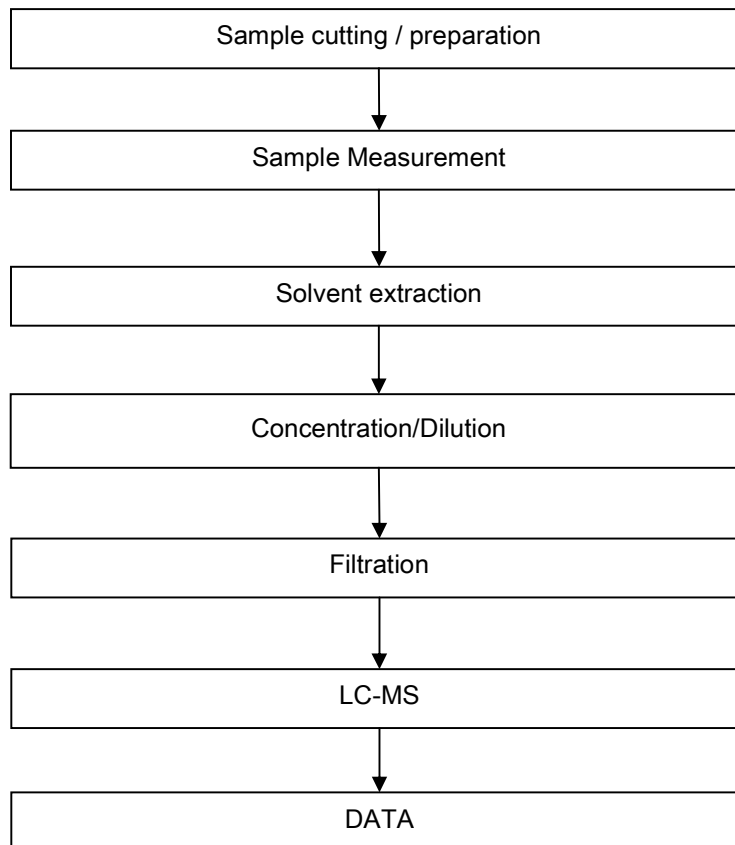 Sample cutting / preparation
Sample Measurement
Solvent extraction
Concentration/Dilution
Filtration
LC-MS
DATA